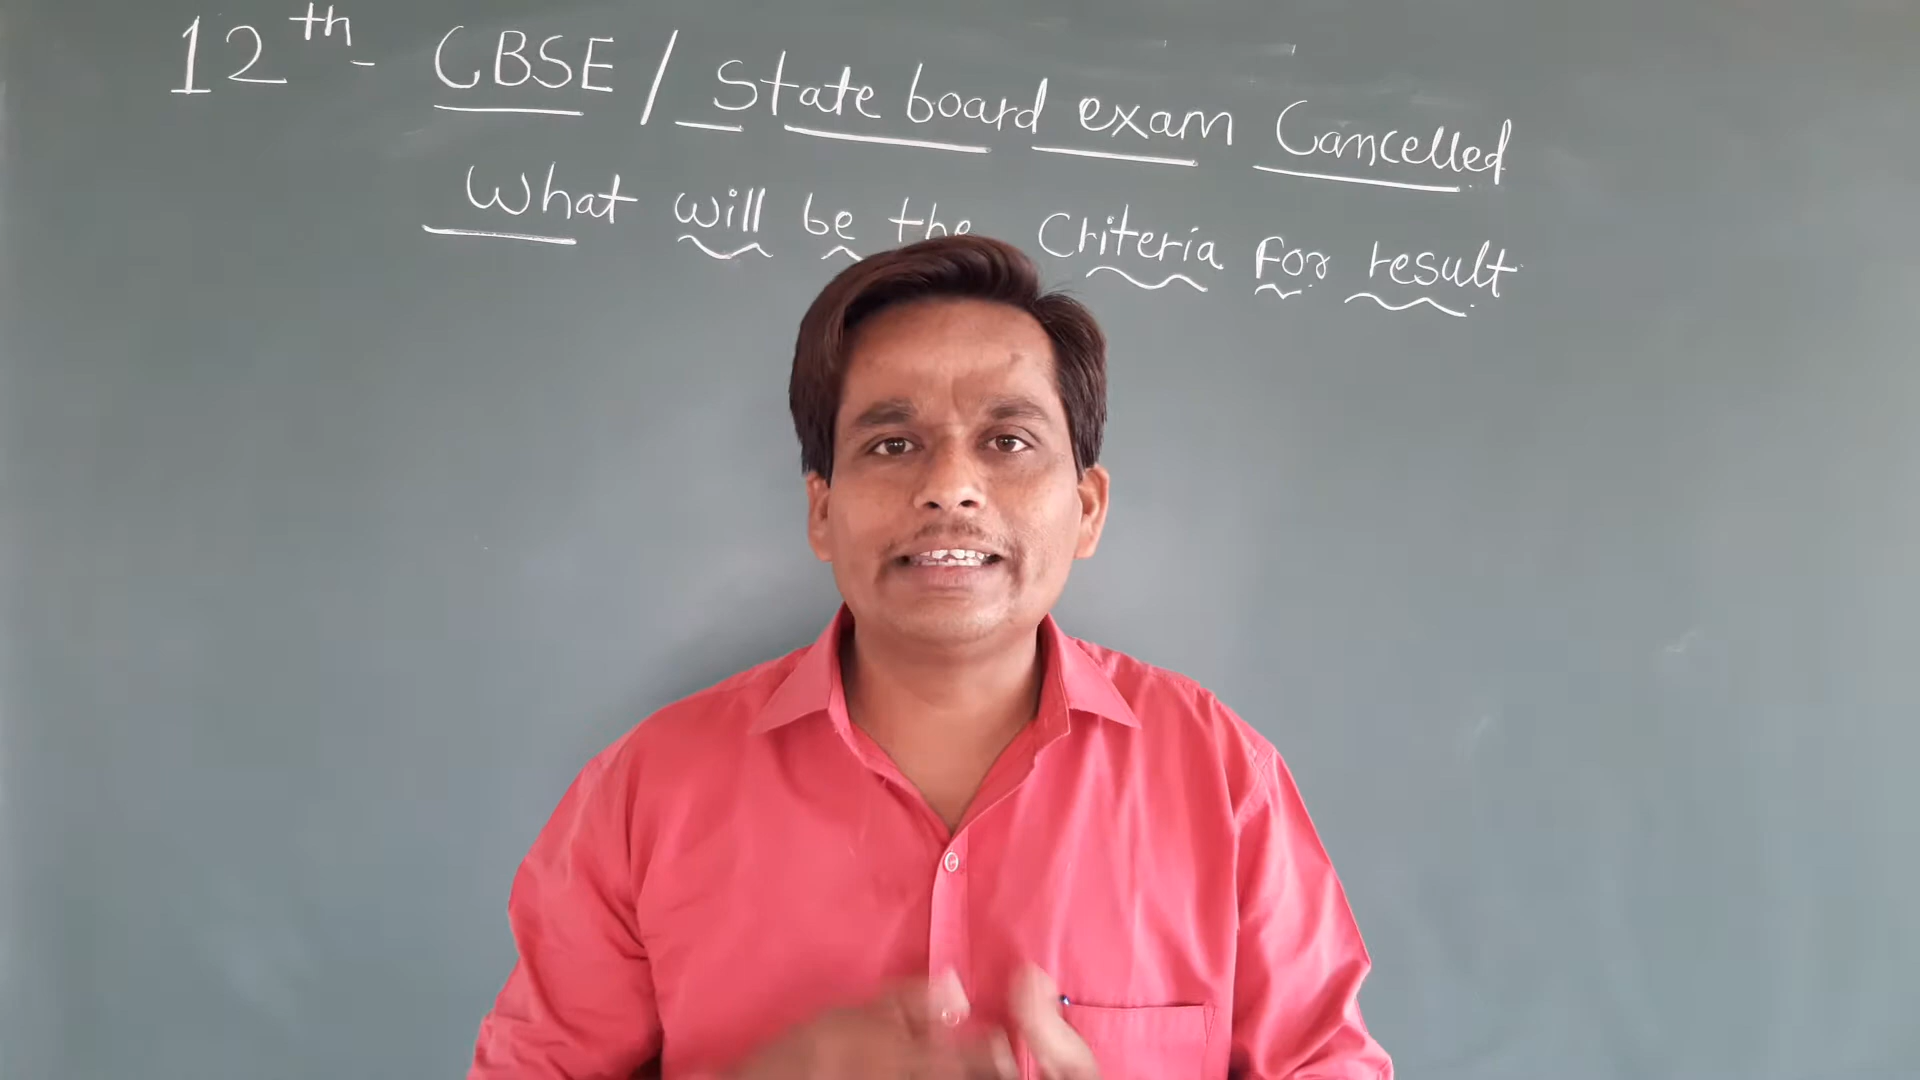 12th - CBSE / State board exam Cancelled
What will be the Criteria For result